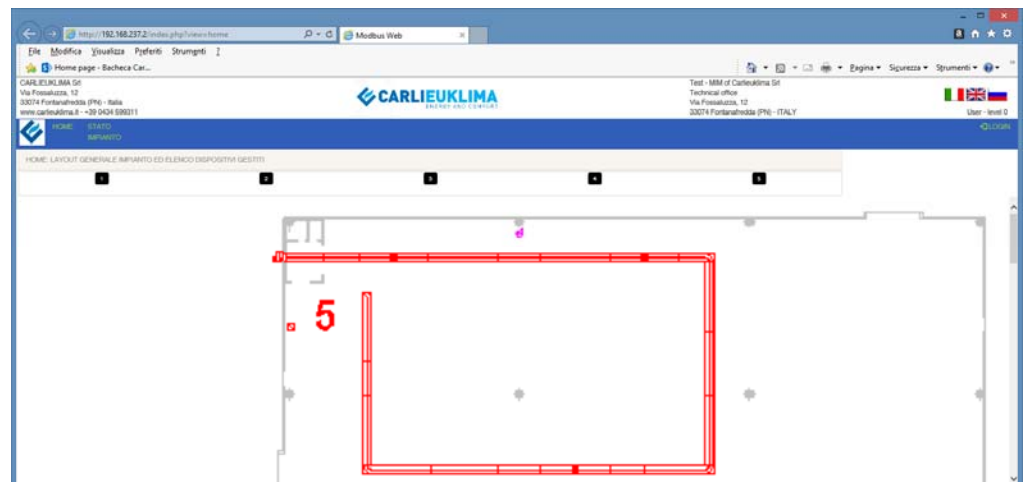 http://192.168.237.2/index.php?view=home
Modbus Web
File Modifica Visualizza Preferiti Strumenti ?
Home page - Bacheca Car...
Pagina Sicurezza Strumenti
CARLIEUKLIMA Srl
Via Fossaluzza, 12
33074 Fontanafredda (PN) - Italia
www.carlieuklima.it - +39 0434 599311
CARLIEUKLIMA
ENERGY AND COMFORT
Test - MIM of Carlieuklima Srl
Technical office
Via Fossaluzza, 12
33074 Fontanafredda (PN) - ITALY
User - level 0
HOME STATO IMPIANTO
LOGIN
HOME: LAYOUT GENERALE IMPIANTO ED ELENCO DISPOSITIVI GESTITI
1 2 3 4 5
5